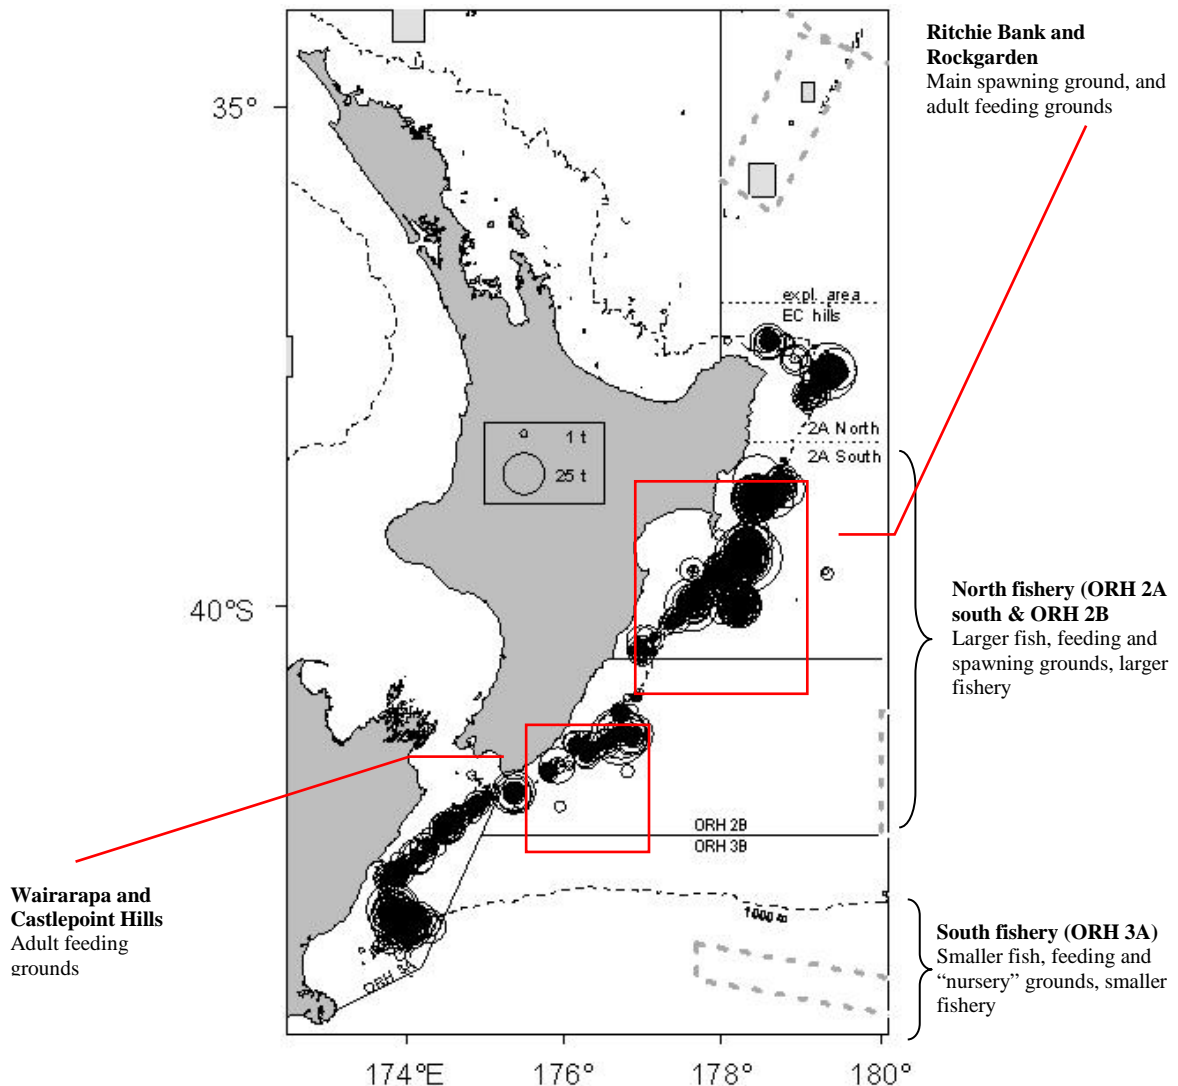 Ritchie Bank and
Rockgarden
Main spawning ground, and
adult feeding grounds
35°
expl. area
EC hills
2A North
2A South
1 t
25 t
40°S
North fishery (ORH 2A
south & ORH 2B
Larger fish, feeding and
spawning grounds, larger
fishery
ORH 2B
ORH 3B
Wairarapa and
Castlepoint Hills
Adult feeding
grounds
1000 m
South fishery (ORH 3A)
Smaller fish, feeding and
“nursery” grounds, smaller
fishery
ORH
174°E
176°
178°
180°